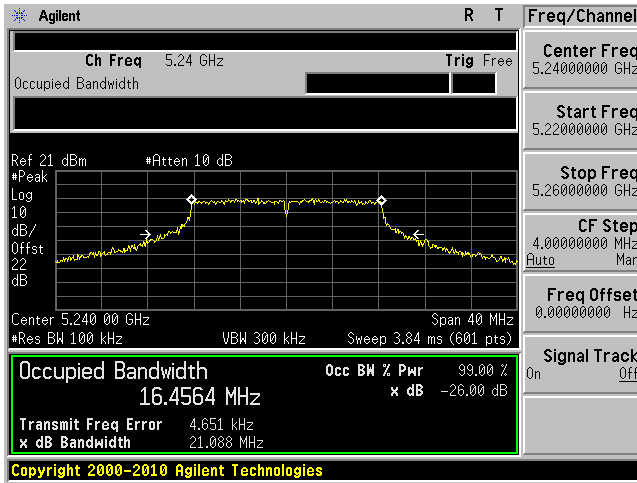 Agilent R T Freq/Channel
Ch Freq 5.24 GHz Trig Free
Occupied Bandwidth
Center Freq
5.24000000 GHz
Start Freq
5.22000000 GHz
Stop Freq
5.26000000 GHz
CF Step
4.00000000 MHz
Auto Man
Freq Offset
0.00000000 Hz
Signal Track
On Off
Ref 21 dBm #Atten 10 dB
#Peak
Log
10
dB/
Offst
22
dB
Center 5.240 00 GHz Span 40 MHz
#Res BW 100 kHz VBW 300 kHz Sweep 3.84 ms (601 pts)
Occupied Bandwidth Occ BW % Pwr 99.00 %
16.4564 MHz x dB -26.00 dB
Transmit Freq Error 4.651 kHz
x dB Bandwidth 21.088 MHz
Copyright 2000-2010 Agilent Technologies